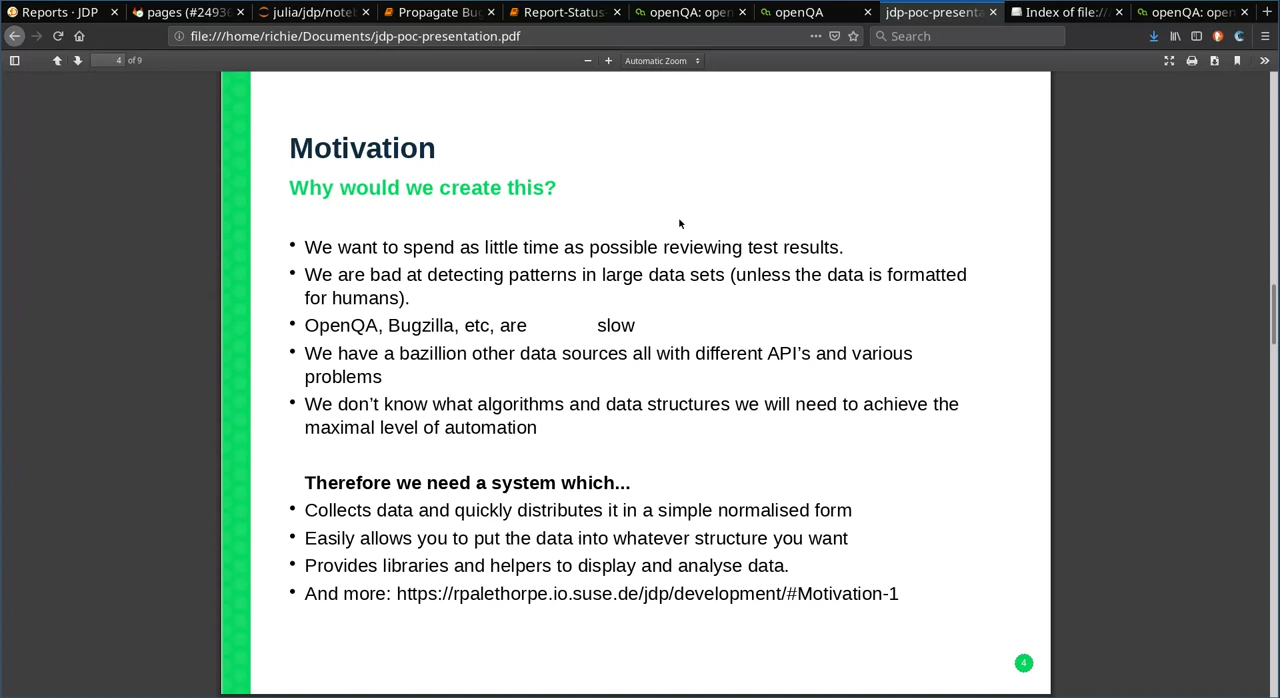 Reports · JDP
pages (#2493
julia/jdp/note
Propagate Bug
Report-Status-
openQA: open
openQA
jdp-poc-presenta
Index of file://
openQA: open
file:///home/richie/Documents/jdp-poc-presentation.pdf
Search
4 of 9
Automatic Zoom
Motivation
Why would we create this?
• We want to spend as little time as possible reviewing test results.
• We are bad at detecting patterns in large data sets (unless the data is formatted
for humans).
• OpenQA, Bugzilla, etc, are slow
• We have a bazillion other data sources all with different API’s and various
problems
• We don’t know what algorithms and data structures we will need to achieve the
maximal level of automation
Therefore we need a system which...
• Collects data and quickly distributes it in a simple normalised form
• Easily allows you to put the data into whatever structure you want
• Provides libraries and helpers to display and analyse data.
• And more: https://rpalethorpe.io.suse.de/jdp/development/#Motivation-1
4